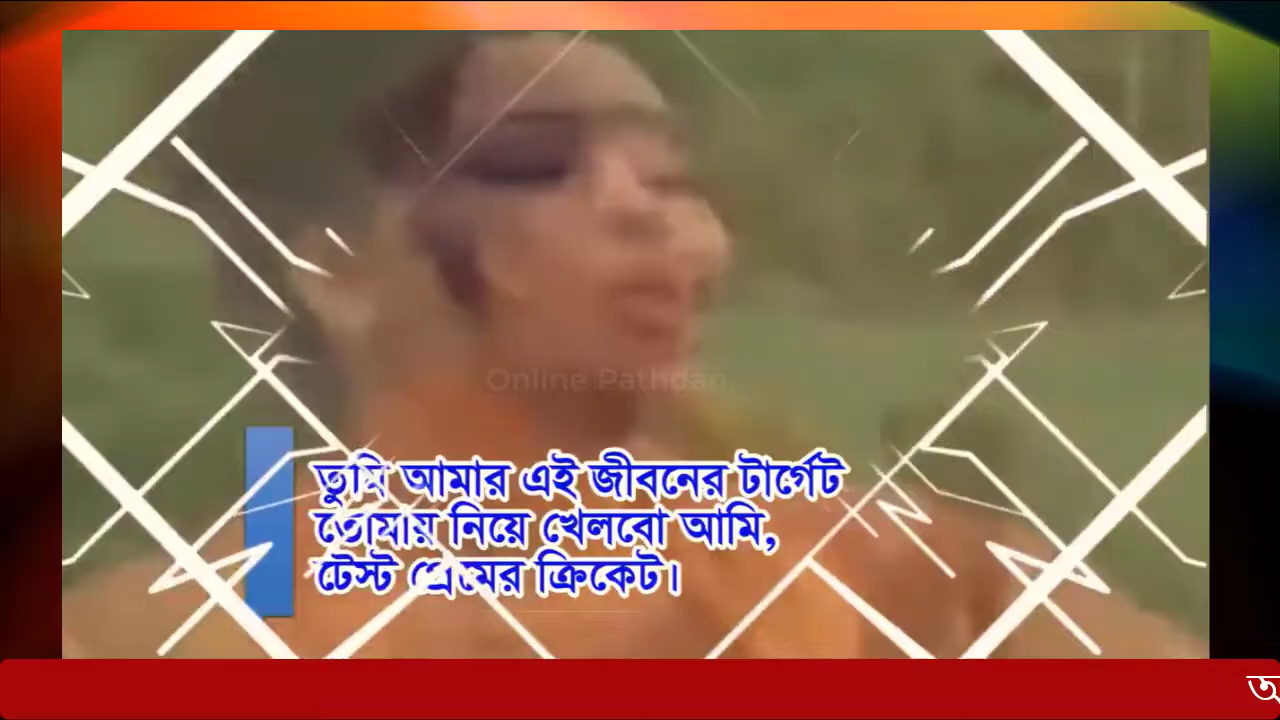 Online Pathdan
তুমি আমার এই জীবনের টার্গেট
তোমায় নিয়ে খেলবো আমি,
টেস্ট প্রেমের ক্রিকেট।